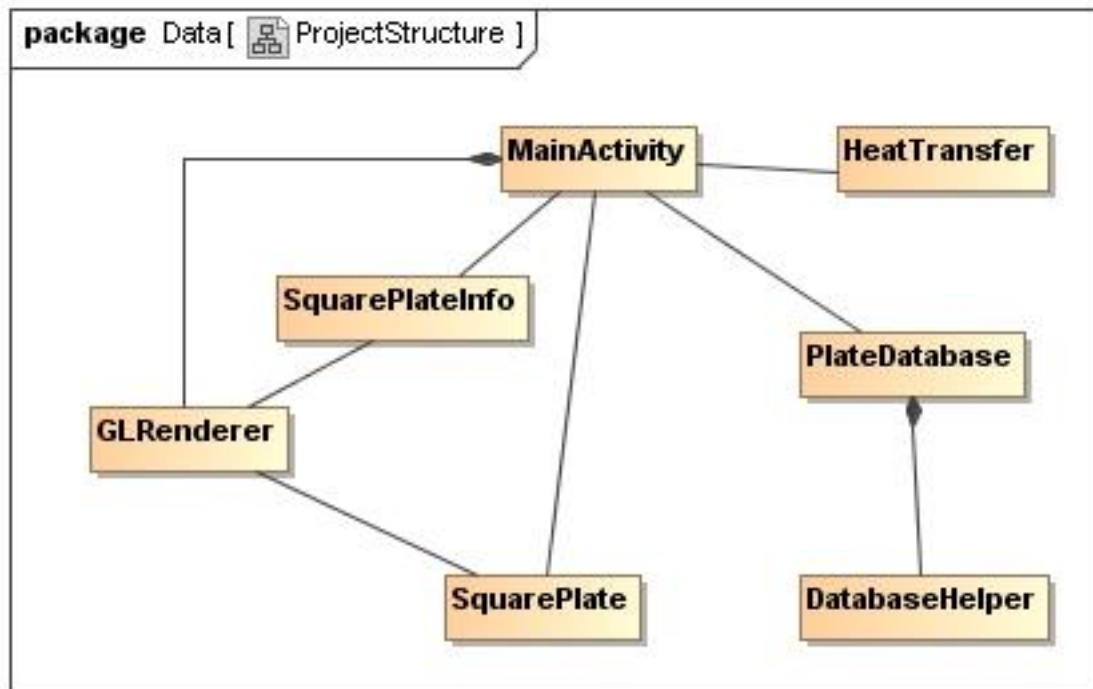 package Data [ ProjectStructure ]
MainActivity
HeatTransfer
SquarePlateInfo
PlateDatabase
GLRenderer
SquarePlate
DatabaseHelper